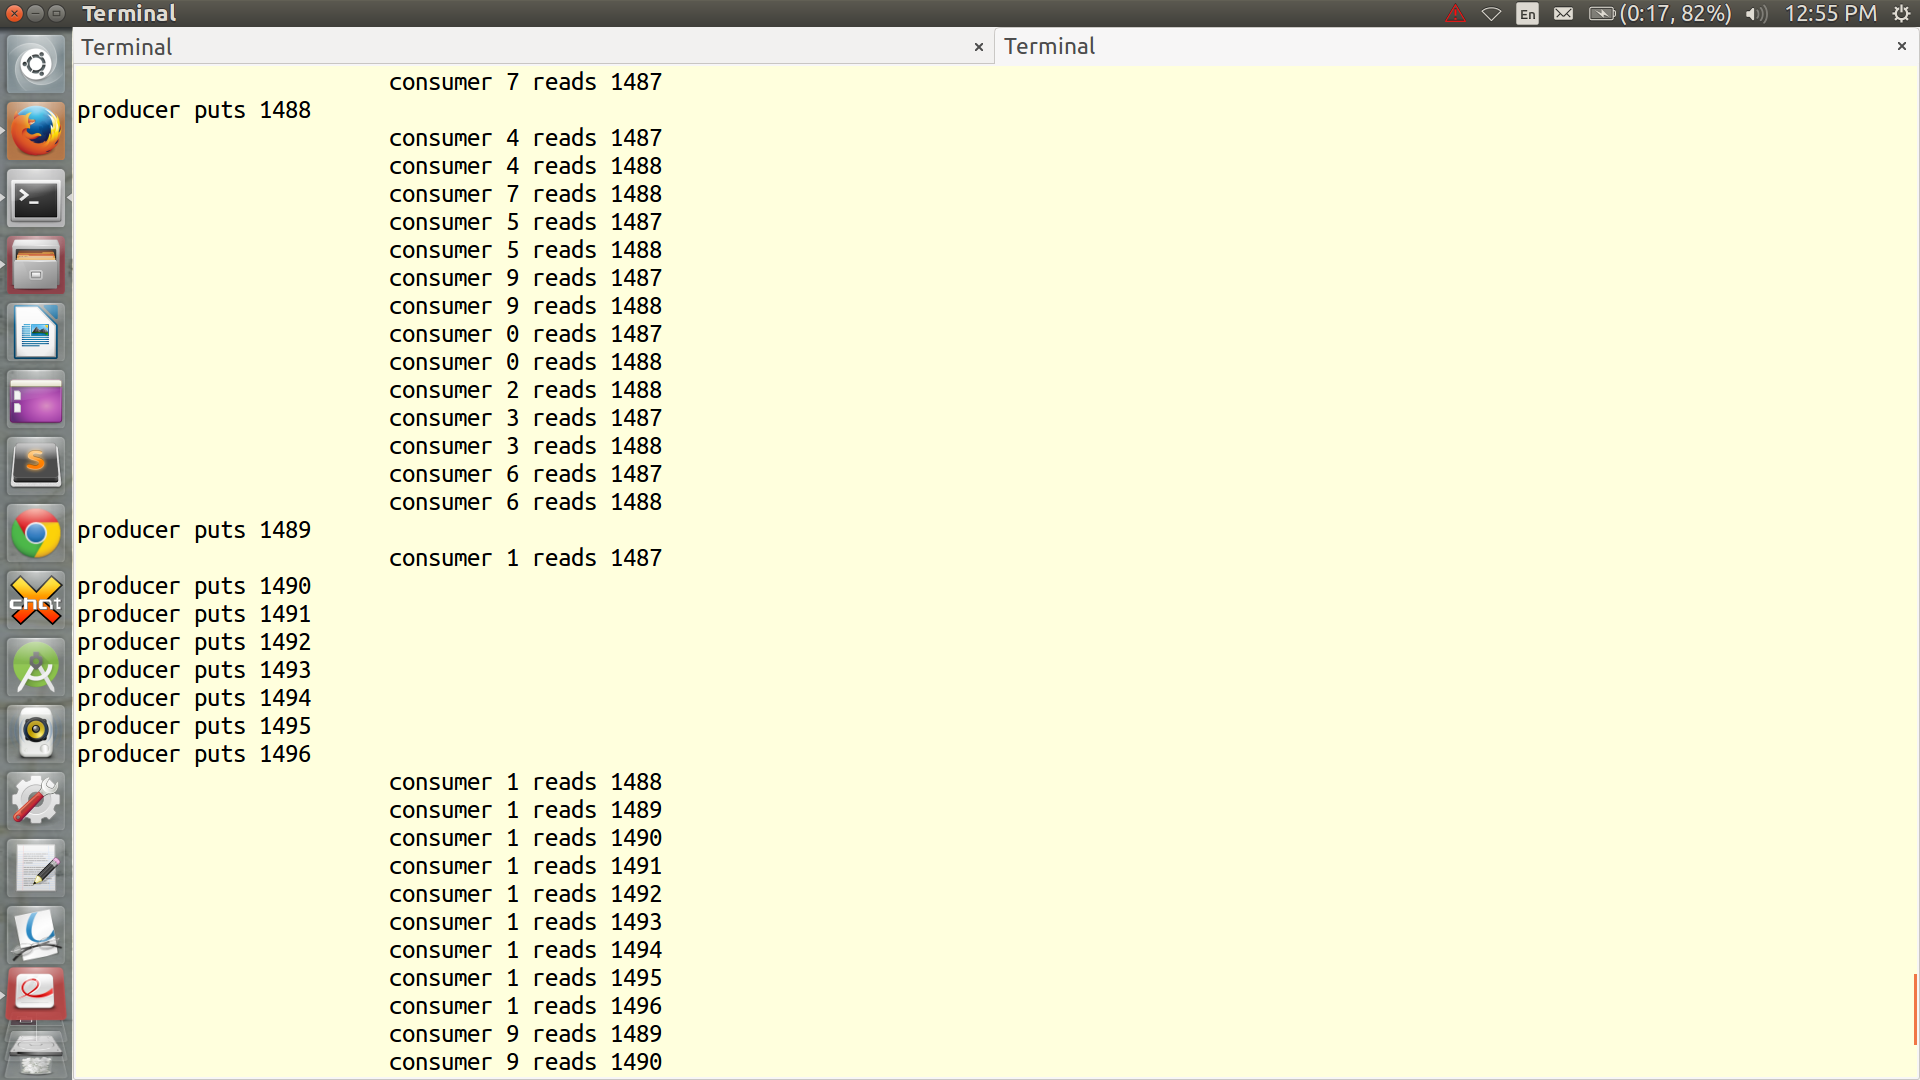 Terminal
En
(0:17, 82%)
12:55 PM
Terminal ×
Terminal ×
consumer 7 reads 1487
producer puts 1488
consumer 4 reads 1487
consumer 4 reads 1488
consumer 7 reads 1488
consumer 5 reads 1487
consumer 5 reads 1488
consumer 9 reads 1487
consumer 9 reads 1488
consumer 0 reads 1487
consumer 0 reads 1488
consumer 2 reads 1488
consumer 3 reads 1487
consumer 3 reads 1488
consumer 6 reads 1487
consumer 6 reads 1488
producer puts 1489
consumer 1 reads 1487
producer puts 1490
producer puts 1491
producer puts 1492
producer puts 1493
producer puts 1494
producer puts 1495
producer puts 1496
consumer 1 reads 1488
consumer 1 reads 1489
consumer 1 reads 1490
consumer 1 reads 1491
consumer 1 reads 1492
consumer 1 reads 1493
consumer 1 reads 1494
consumer 1 reads 1495
consumer 1 reads 1496
consumer 9 reads 1489
consumer 9 reads 1490
>_
S
chat